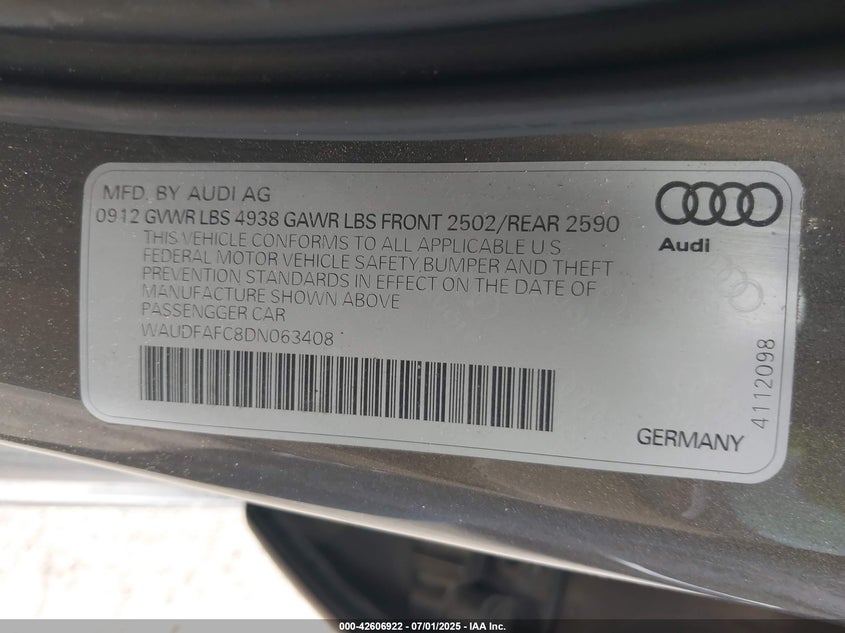 MFD. BY AUDI AG
0912 GVWR LBS 4938 GAWR LBS FRONT 2502/REAR 2590
THIS VEHICLE CONFORMS TO ALL APPLICABLE U.S.
FEDERAL MOTOR VEHICLE SAFETY,BUMPER AND THEFT
PREVENTION STANDARDS IN EFFECT ON THE DATE OF
MANUFACTURE SHOWN ABOVE
PASSENGGER CAR
WAUDFAFC8DN063408
Audi
4112098
GERMANY
000-42606922 - 07/01/2025 - IAA Inc.